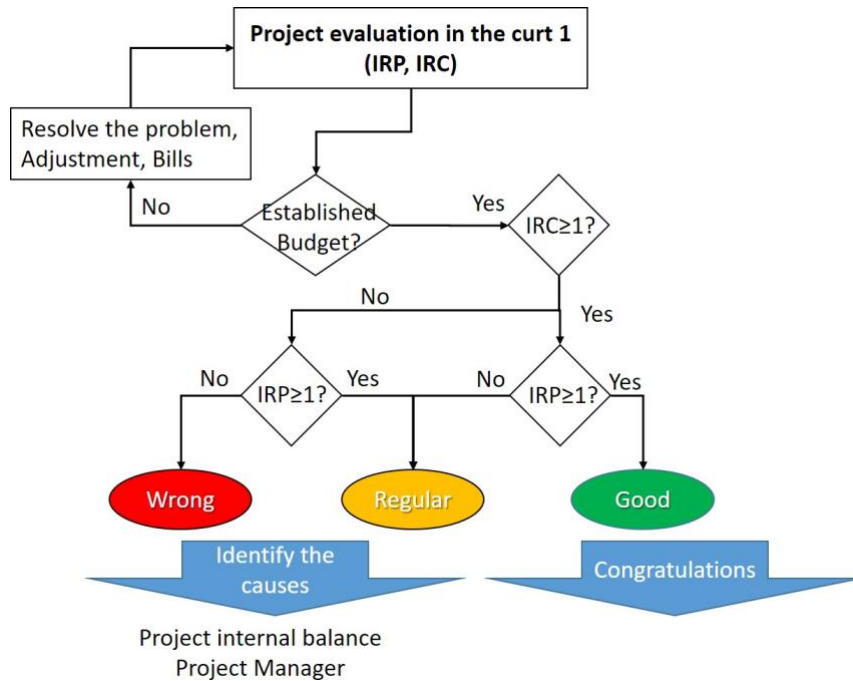 Project evaluation in the curt 1
(IRP, IRC)
Resolve the problem,
Adjustment, Bills
No
Established
Budget?
Yes
IRC≥1?
No
Yes
No
IRP≥1?
Yes
No
IRP≥1?
Yes
Wrong
Regular
Good
Identify the
causes
Congratulations
Project internal balance
Project Manager